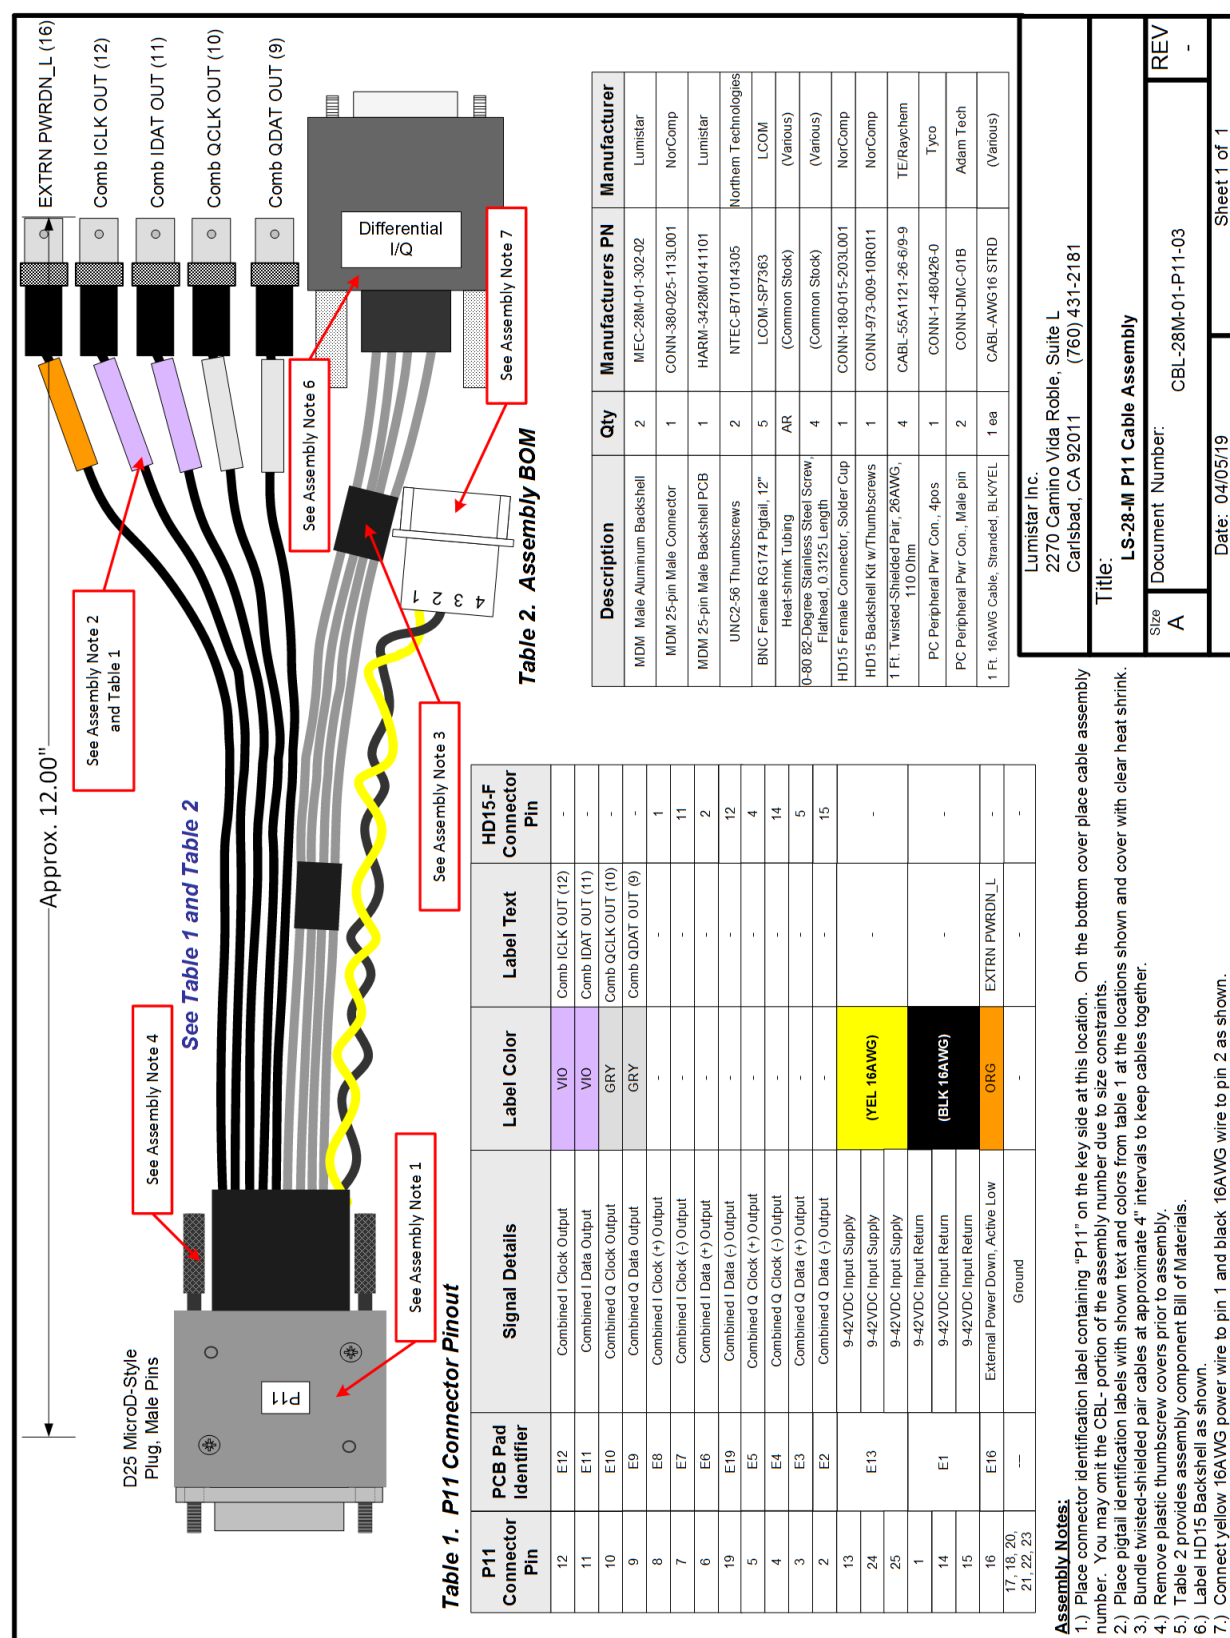 Approx. 12.00"
EXTRN PWRDN_L (16)
Comb ICLK OUT (12)
Comb IDAT OUT (11)
Comb QCLK OUT (10)
Comb QDAT OUT (9)
D25 MicroD-Style
Plug, Male Pins
P11
See Assembly Note 4
See Assembly Note 1
See Table 1 and Table 2
See Assembly Note 2
and Table 1
See Assembly Note 3
See Assembly Note 6
See Assembly Note 7
Differential
I/Q
1 2 3 4
Table 1. P11 Connector Pinout
P11 Connector Pin | PCB Pad Identifier | Signal Details | Label Color | Label Text | HD15-F Connector Pin
12 | E12 | Combined I Clock Output | VIO | Comb ICLK OUT (12) | -
11 | E11 | Combined I Data Output | VIO | Comb IDAT OUT (11) | -
10 | E10 | Combined Q Clock Output | GRY | Comb QCLK OUT (10) | -
9 | E9 | Combined Q Data Output | GRY | Comb QDAT OUT (9) | -
8 | E8 | Combined I Clock (+) Output | - | - | 1
7 | E7 | Combined I Clock (-) Output | - | - | 11
6 | E6 | Combined I Data (+) Output | - | - | 2
19 | E19 | Combined I Data (-) Output | - | - | 12
5 | E5 | Combined Q Clock (+) Output | - | - | 4
4 | E4 | Combined Q Clock (-) Output | - | - | 14
3 | E3 | Combined Q Data (+) Output | - | - | 5
2 | E2 | Combined Q Data (-) Output | - | - | 15
13 | E13 | 9-42VDC Input Supply | (YEL 16AWG) | - | -
24 | 9-42VDC Input Supply
25 | 9-42VDC Input Supply
1 | E1 | 9-42VDC Input Return | (BLK 16AWG) | - | -
14 | 9-42VDC Input Return
15 | 9-42VDC Input Return
16 | E16 | External Power Down, Active Low | ORG | EXTRN PWRDN_L | -
17, 18, 20, 21, 22, 23 | --- | Ground | - | - | -
Table 2. Assembly BOM
Description | Qty | Manufacturers PN | Manufacturer
MDM Male Aluminum Backshell | 2 | MEC-28M-01-302-02 | Lumistar
MDM 25-pin Male Connector | 1 | CONN-380-025-113L001 | NorComp
MDM 25-pin Male Backshell PCB | 1 | HARM-3428M0141101 | Lumistar
UNC2-56 Thumbscrews | 2 | NTEC-B71014305 | Northern Technologies
BNC Female RG174 Pigtail, 12" | 5 | LCOM-SP7363 | LCOM
Heat-shrink Tubing | AR | (Common Stock) | (Various)
0-80 82-Degree Stainless Steel Screw, Flathead, 0.3125 Length | 4 | (Common Stock) | (Various)
HD15 Female Connector, Solder Cup | 1 | CONN-180-015-203L001 | NorComp
HD15 Backshell Kit w/Thumbscrews | 1 | CONN-973-009-10R011 | NorComp
1 Ft. Twisted-Shielded Pair, 26AWG, 110 Ohm | 4 | CABL-55A1121-26-6/9-9 | TE/Raychem
PC Peripheral Pwr Con., 4pos | 1 | CONN-1-480426-0 | Tyco
PC Peripheral Pwr Con., Male pin | 2 | CONN-DMC-01B | Adam Tech
1 Ft. 16AWG Cable, Stranded, BLK/YEL | 1 ea | CABL-AWG16 STRD | (Various)
Assembly Notes:
1.) Place connector identification label containing "P11" on the key side at this location. On the bottom cover place cable assembly
number. You may omit the CBL- portion of the assembly number due to size constraints.
2.) Place pigtail identification labels with shown text and colors from table 1 at the locations shown and cover with clear heat shrink.
3.) Bundle twisted-shielded pair cables at approximate 4" intervals to keep cables together.
4.) Remove plastic thumbscrew covers prior to assembly.
5.) Table 2 provides assembly component Bill of Materials.
6.) Label HD15 Backshell as shown.
7.) Connect yellow 16AWG power wire to pin 1 and black 16AWG wire to pin 2 as shown.
Lumistar Inc.
2270 Camino Vida Roble, Suite L
Carlsbad, CA 92011 (760) 431-2181
Title:
LS-28-M P11 Cable Assembly
Size
A
Document Number:
CBL-28M-01-P11-03
REV
-
Date: 04/05/19
Sheet 1 of 1